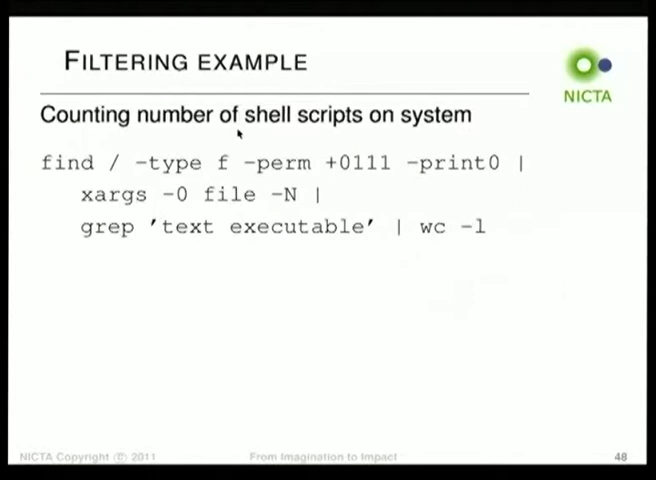 FILTERING EXAMPLE
NICTA
Counting number of shell scripts on system
find / -type f -perm +0111 -print0 |
xargs -0 file -N |
grep 'text executable' | wc -l
NICTA Copyright © 2011
From Imagination to Impact
48